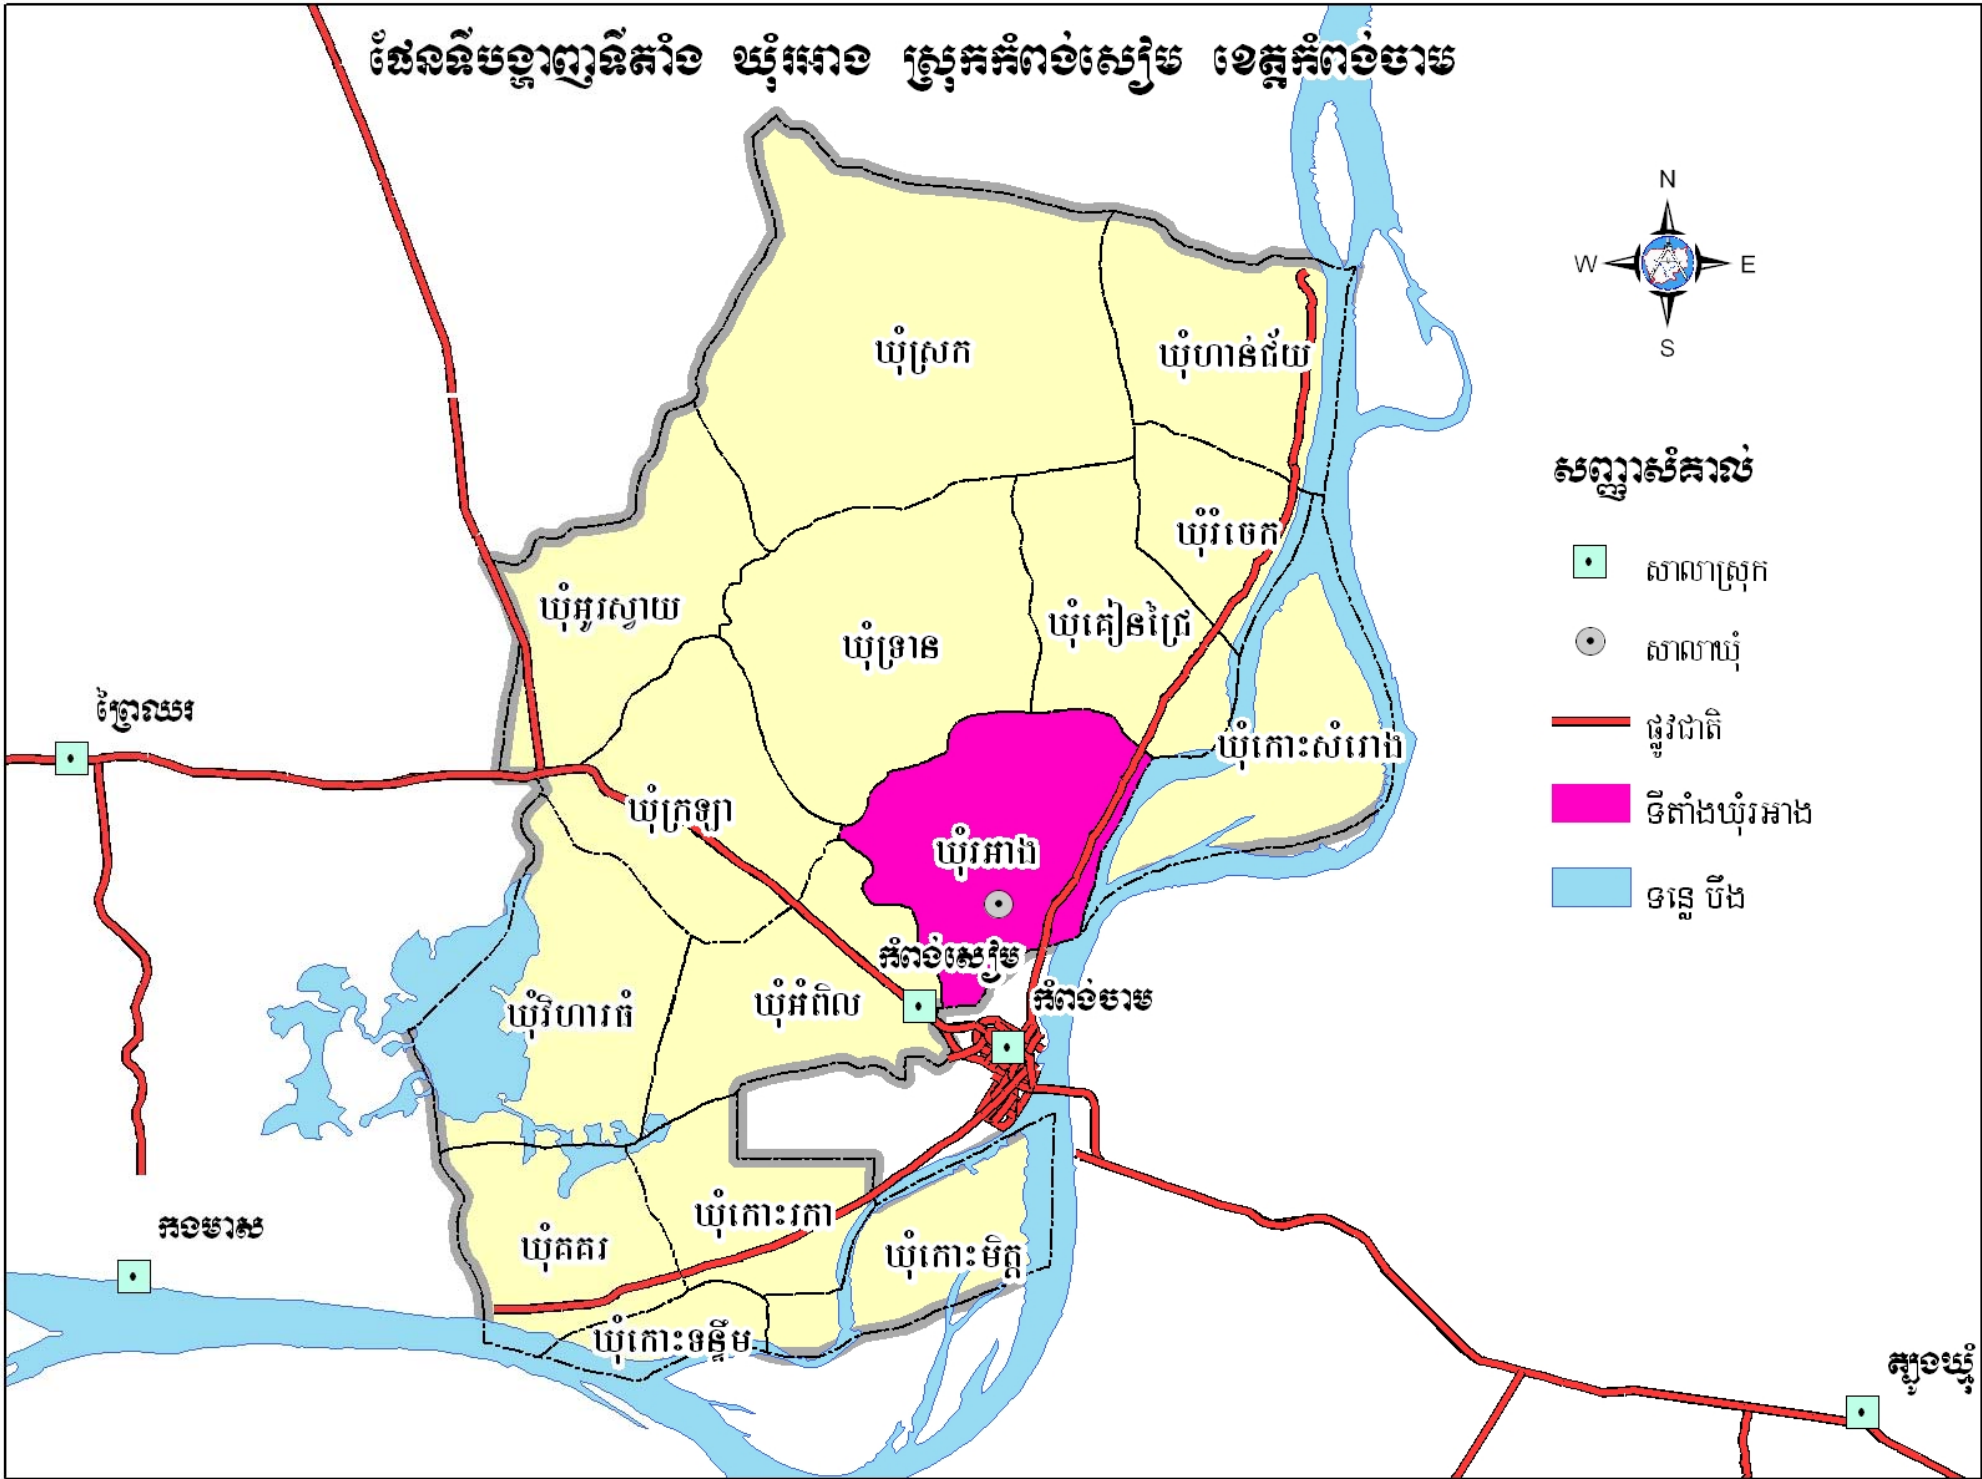 ផែនទីបង្ហាញទីតាំង ឃុំរអាង ស្រុកកំពង់សៀម ខេត្តកំពង់ចាម
N
W E
S
ឃុំស្រក
ឃុំហាន់ជ័យ
សញ្ញាសំគាល់
ឃុំរំចេក
សាលាស្រុក
ឃុំអូរស្វាយ
ឃុំគៀនជ្រៃ
ឃុំទ្រាន
សាលាឃុំ
ព្រៃឈរ
ផ្លូវជាតិ
ឃុំកោះសំរោង
ឃុំក្រឡា
ទីតាំងឃុំរអាង
ឃុំរអាង
ទន្លេ បឹង
កំពង់សៀម
កំពង់ចាម
ឃុំវិហារធំ
ឃុំអំពិល
ឃុំកោះរកា
កងមាស
ឃុំគគរ
ឃុំកោះមិត្ត
ឃុំកោះទន្ទឹម
ត្បូងឃ្មុំ